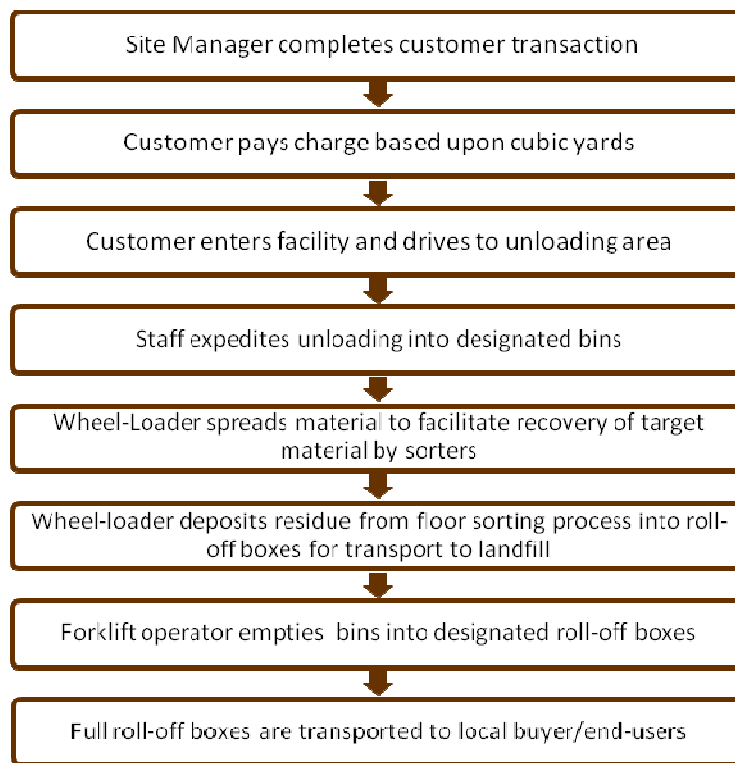 Site Manager completes customer transaction
Customer pays charge based upon cubic yards
Customer enters facility and drives to unloading area
Staff expedites unloading into designated bins
Wheel-Loader spreads material to facilitate recovery of target
material by sorters
Wheel-loader deposits residue from floor sorting process into roll-
off boxes for transport to landfill
Forklift operator empties bins into designated roll-off boxes
Full roll-off boxes are transported to local buyer/end-users